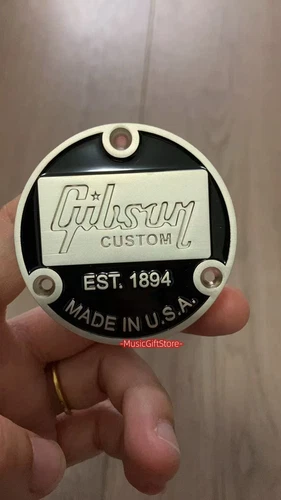 Gibson
CUSTOM
EST. 1894
MADE IN U.S.A.
-MusicGiftStore-